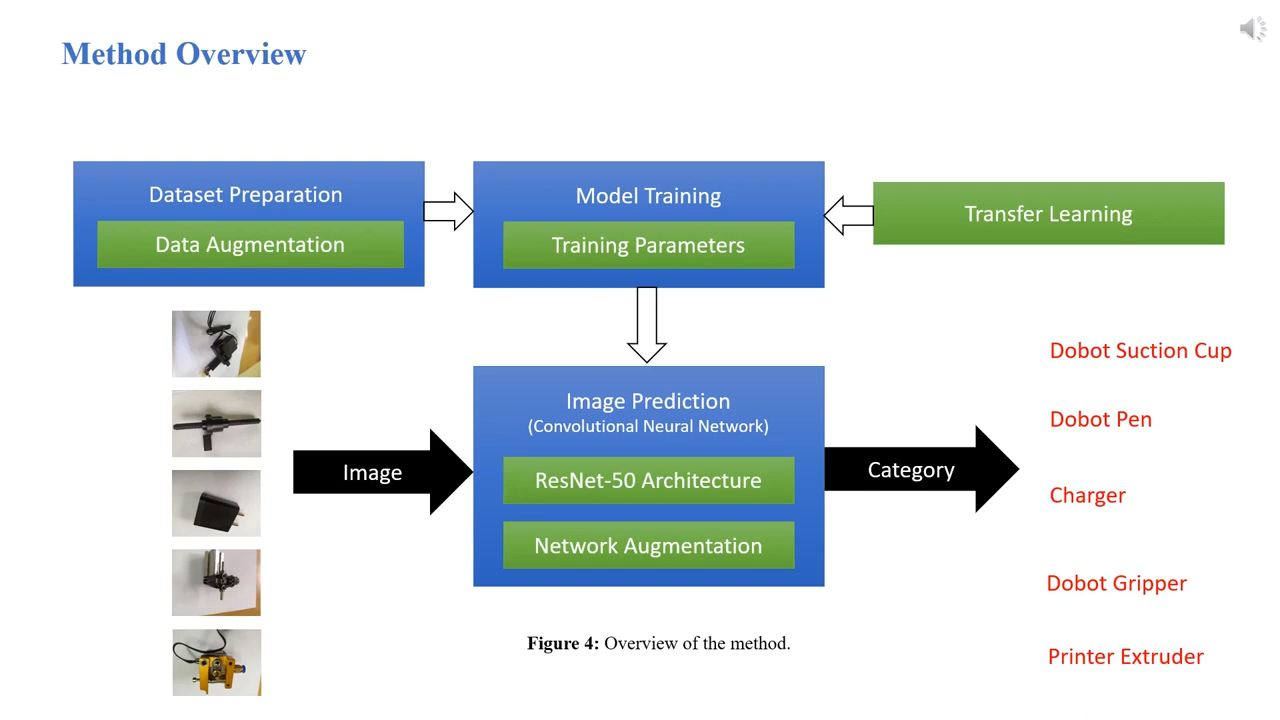 Method Overview
Dataset Preparation
Data Augmentation
Model Training
Training Parameters
Transfer Learning
Image Prediction
(Convolutional Neural Network)
ResNet-50 Architecture
Network Augmentation
Image
Category
Dobot Suction Cup
Dobot Pen
Charger
Dobot Gripper
Printer Extruder
Figure 4: Overview of the method.